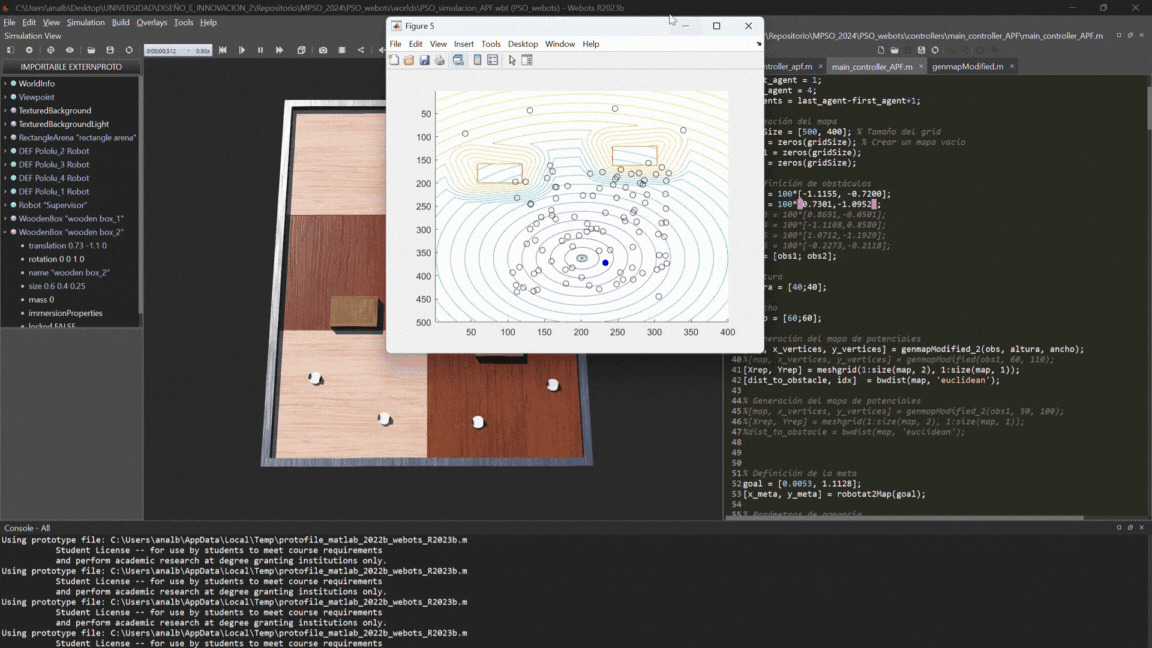 C:\Users\analb\Desktop\UNIVERSIDAD\DISEÑO_E_INNOVACION_2\Repositorio\MPSO_2024\PSO_webots\worlds\PSO_simulacion_APF.wbt (PSO_webots) - Webots R2023b
File Edit View Simulation Build Overlays Tools Help
Simulation View
0:00:00:512 - 0.93x
IMPORTABLE EXTERNPROTO
WorldInfo
Viewpoint
TexturedBackground
TexturedBackgroundLight
RectangleArena "rectangle arena"
DEF Pololu_2 Robot
DEF Pololu_3 Robot
DEF Pololu_4 Robot
DEF Pololu_1 Robot
Robot "Supervisor"
WoodenBox "wooden box_1"
WoodenBox "wooden box_2"
translation 0.73 -1.1 0
rotation 0 0 1 0
name "wooden box_2"
size 0.6 0.4 0.25
mass 0
immersionProperties
locked FALSE
Figure 5
File Edit View Insert Tools Desktop Window Help
50
100
150
200
250
300
350
400
450
500
50 100 150 200 250 300 350 400
/Repositorio/MPSO_2024/PSO_webots/controllers/main_controller_APF/main_controller_APF.m
ntroller_apf.m main_controller_APF.m genmapModified.m
t_agent = 1;
_agent = 4;
ents = last_agent-first_agent+1;
ación del mapa
Size = [500, 400]; % Tamaño del grid
= zeros(gridSize); % Crear un mapa vacío
l = zeros(gridSize);
= zeros(gridSize);
finición de obstáculos
= 100*[-1.1155, -0.7200];
= 100*[0.7301,-1.0952];
= 100*[0.8691,-0.0501];
= 100*[-1.1108,0.8580];
= 100*[1.0712,-1.1929];
= 100*[-0.2273,-0.2118];
= [obs1, obs2];
tura
ra = [40;40];
cho
o = [60;60];
neración del mapa de potenciales
, x_vertices, y_vertices] = genmapModified_2(obs, altura, ancho);
40 %[map, x_vertices, y_vertices] = genmapModified(obs1, 60, 110);
41 [Xrep, Yrep] = meshgrid(1:size(map, 2), 1:size(map, 1));
42 [dist_to_obstacle, idx] = bwdist(map, 'euclidean');
43
44 % Generación del mapa de potenciales
45 %[map, x_vertices, y_vertices] = genmapModified_2(obs1, 50, 100);
46 %[Xrep, Yrep] = meshgrid(1:size(map, 2), 1:size(map, 1));
47 %dist_to_obstacle = bwdist(map, 'euclidean');
48
49
50
51 % Definición de la meta
52 goal = [0.0053, 1.1128];
53 [x_meta, y_meta] = robotat2Map(goal);
54
55 % Parámetros de ganancia
Console - All
Using prototype file: C:\Users\analb\AppData\Local\Temp\protofile_matlab_2022b_webots_R2023b.m
Student License -- for use by students to meet course requirements
and perform academic research at degree granting institutions only.
Using prototype file: C:\Users\analb\AppData\Local\Temp\protofile_matlab_2022b_webots_R2023b.m
Student License -- for use by students to meet course requirements
and perform academic research at degree granting institutions only.
Using prototype file: C:\Users\analb\AppData\Local\Temp\protofile_matlab_2022b_webots_R2023b.m
Student License -- for use by students to meet course requirements
and perform academic research at degree granting institutions only.
Using prototype file: C:\Users\analb\AppData\Local\Temp\protofile_matlab_2022b_webots_R2023b.m
Student License -- for use by students to meet course requirements